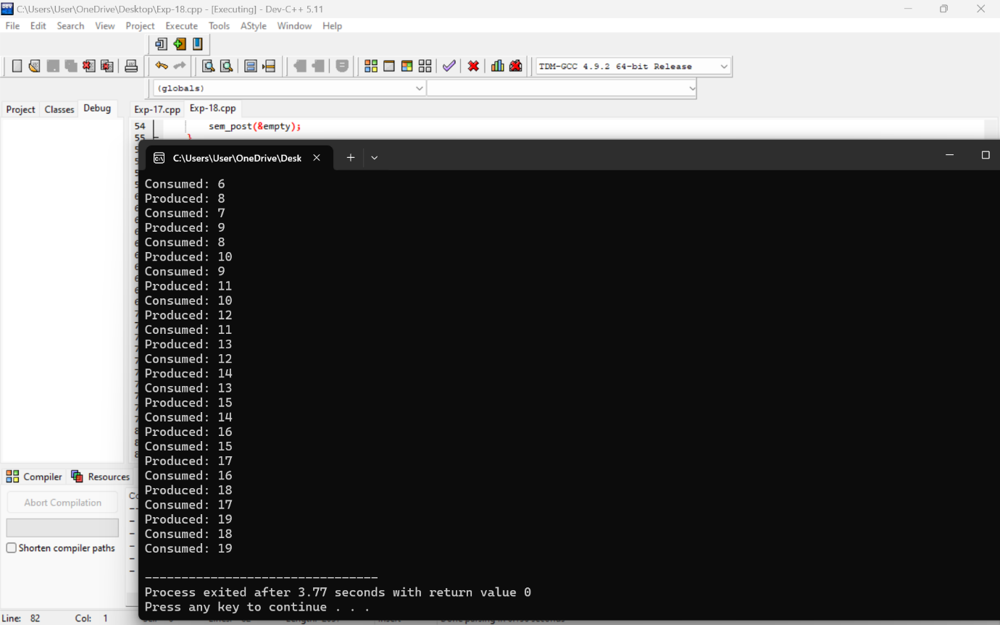 C:\Users\User\OneDrive\Desktop\Exp-18.cpp - [Executing] - Dev-C++ 5.11
File Edit Search View Project Execute Tools AStyle Window Help
TDM-GCC 4.9.2 64-bit Release
(globals)
Project Classes Debug
Exp-17.cpp Exp-18.cpp
54 sem_post(&empty);
55 }
C:\Users\User\OneDrive\Desk
Consumed: 6
Produced: 8
Consumed: 7
Produced: 9
Consumed: 8
Produced: 10
Consumed: 9
Produced: 11
Consumed: 10
Produced: 12
Consumed: 11
Produced: 13
Consumed: 12
Produced: 14
Consumed: 13
Produced: 15
Consumed: 14
Produced: 16
Consumed: 15
Produced: 17
Consumed: 16
Produced: 18
Consumed: 17
Produced: 19
Consumed: 18
Consumed: 19
--------------------------------
Process exited after 3.77 seconds with return value 0
Press any key to continue . . .
Compiler Resources
Abort Compilation
Shorten compiler paths
Line: 82 Col: 1